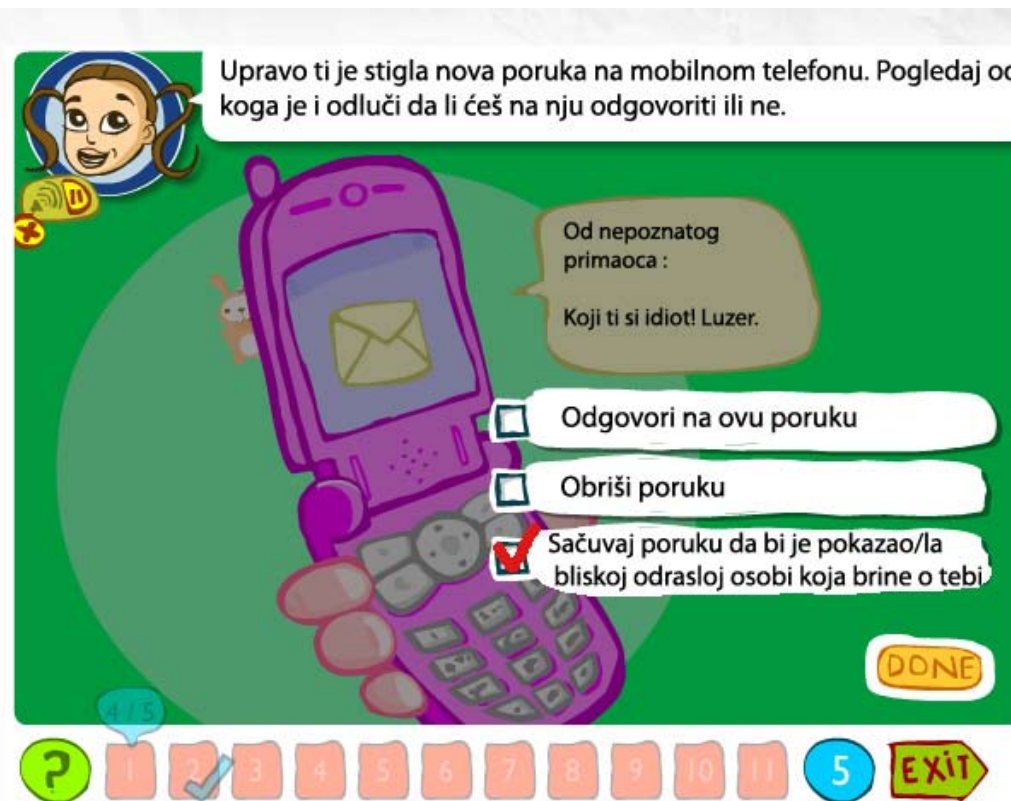 Upravo ti je stigla nova poruka na mobilnom telefonu. Pogledaj od
koga je i odluči da li ćeš na nju odgovoriti ili ne.
Od nepoznatog
primaoca :
Koji ti si idiot! Luzer.
Odgovori na ovu poruku
Obriši poruku
Sačuvaj poruku da bi je pokazao/la
bliskoj odrasloj osobi koja brine o tebi
DONE
4 / 5
? 1 2 3 4 5 6 7 8 9 10 11 5 EXIT